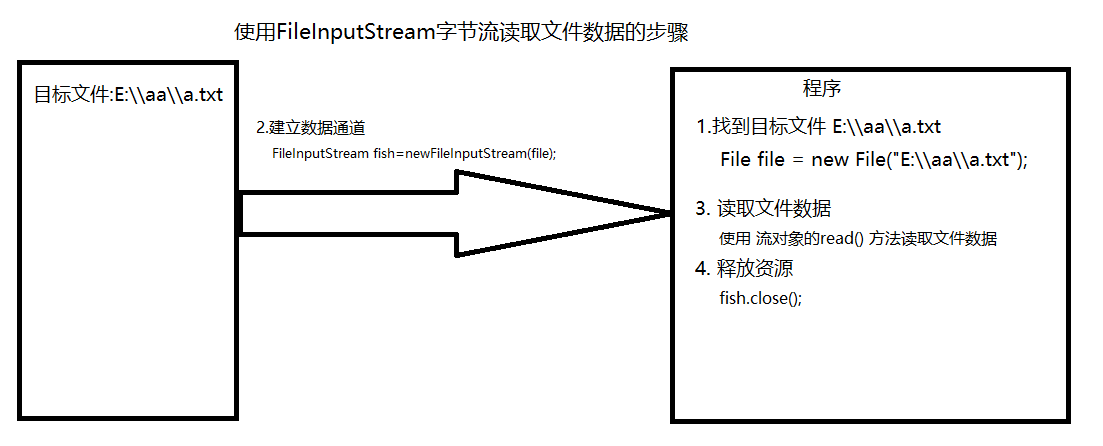 使用FileInputStream字节流读取文件数据的步骤
目标文件:E:\\aa\\a.txt
2.建立数据通道
FileInputStream fish=newFileInputStream(file);
程序
1.找到目标文件 E:\\aa\\a.txt
File file = new File("E:\\aa\\a.txt");
3. 读取文件数据
使用 流对象的read() 方法读取文件数据
4. 释放资源
fish.close();